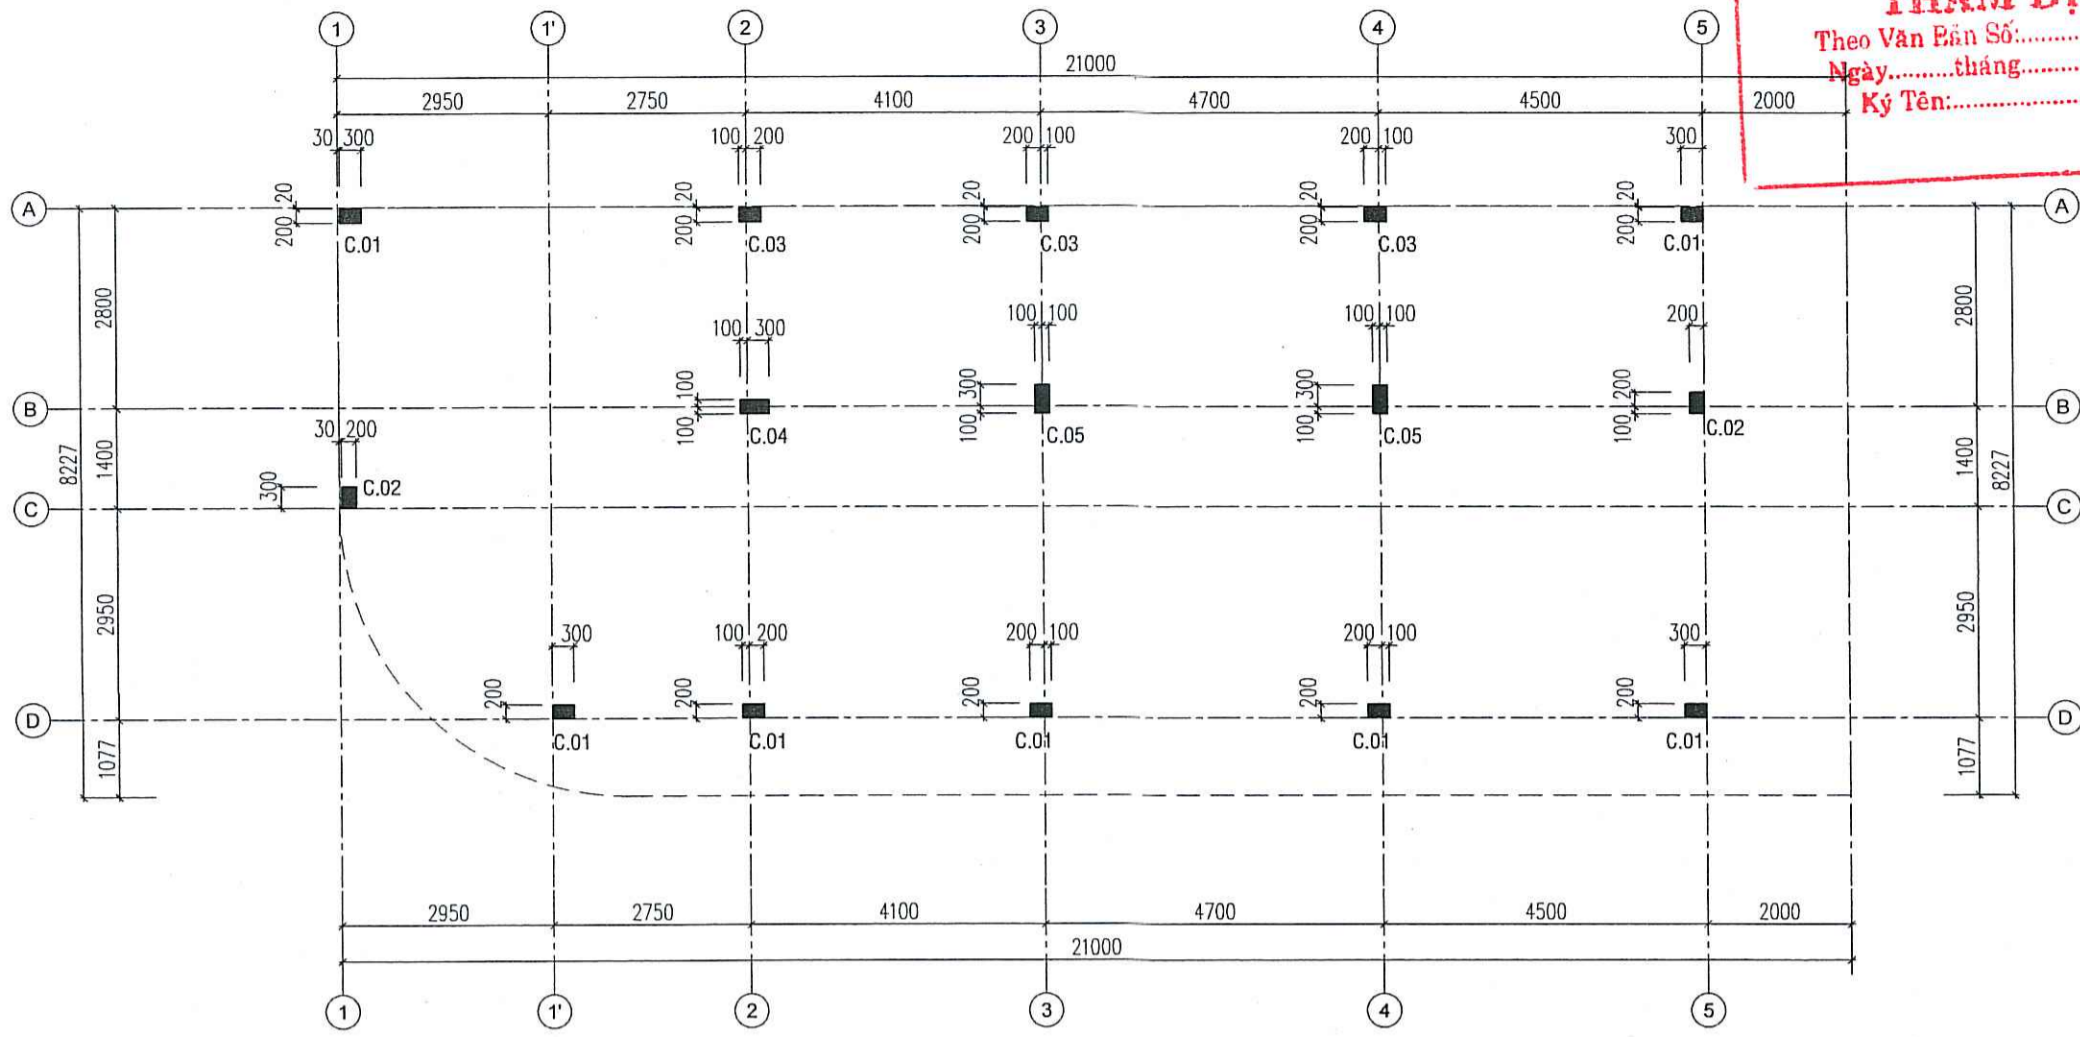 1 1' 2 3 4 5
Theo Văn Bản Số:..........
21000
Ngày.........tháng.........
2950 2750 4100 4700 4500 2000
Ký Tên:..................
30 300 100 200 200 100 200 100 300
20 20 20 20 20
A A
200 200 200 200 200
C.01 C.03 C.03 C.03 C.01
2800 2800
100 300 100 100 100 100 200
100 300 300 200
B B
100 100 100 100
C.04 C.05 C.05 C.02
30 200
8227 1400 1400 8227
300 C.02
C C
2950 2950
300 100 200 200 100 200 100 300
200 200 200 200 200
D D
C.01 C.01 C.01 C.01 C.01
1077 1077
2950 2750 4100 4700 4500 2000
21000
1 1' 2 3 4 5